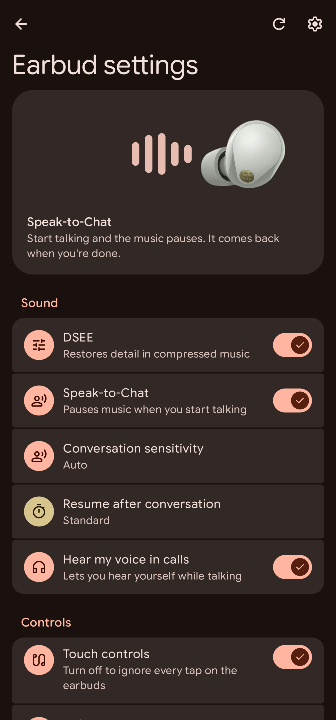 Earbud settings
Speak-to-Chat
Start talking and the music pauses. It comes back
when you're done.
Sound
DSEE
Restores detail in compressed music
Speak-to-Chat
Pauses music when you start talking
Conversation sensitivity
Auto
Resume after conversation
Standard
Hear my voice in calls
Lets you hear yourself while talking
Controls
Touch controls
Turn off to ignore every tap on the
earbuds